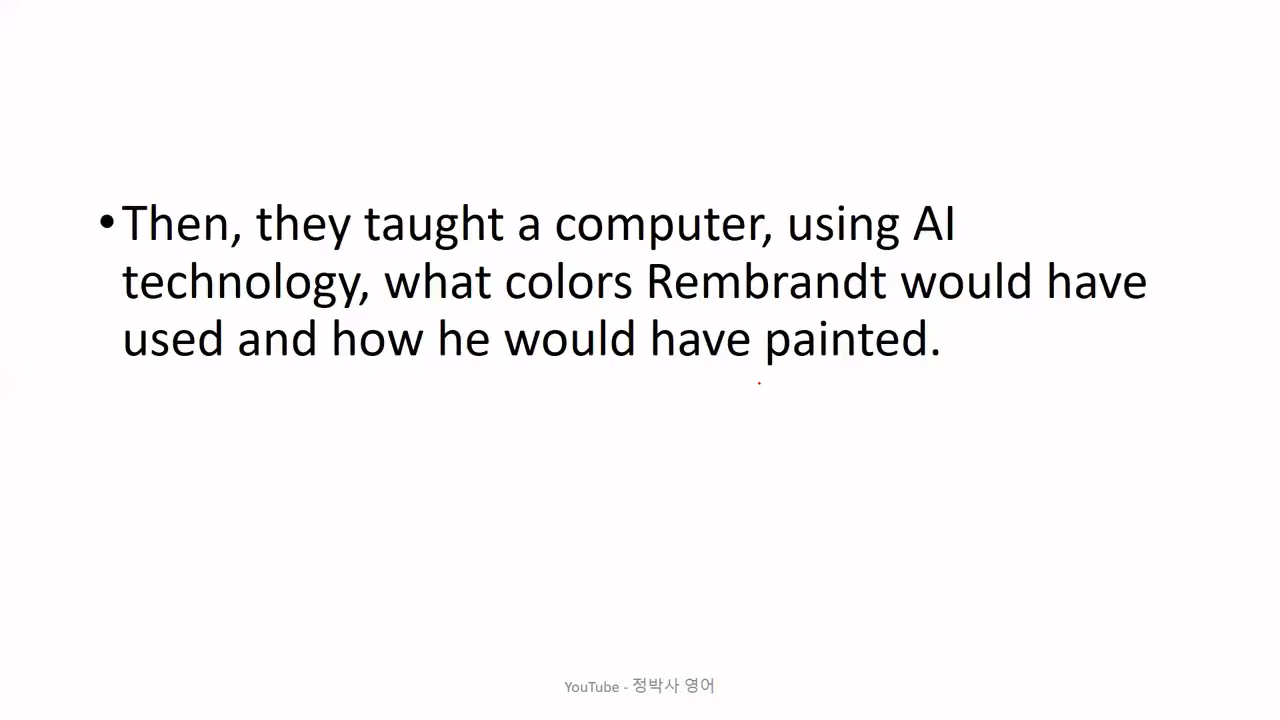 •Then, they taught a computer, using AI
technology, what colors Rembrandt would have
used and how he would have painted.
YouTube - 정박사 영어